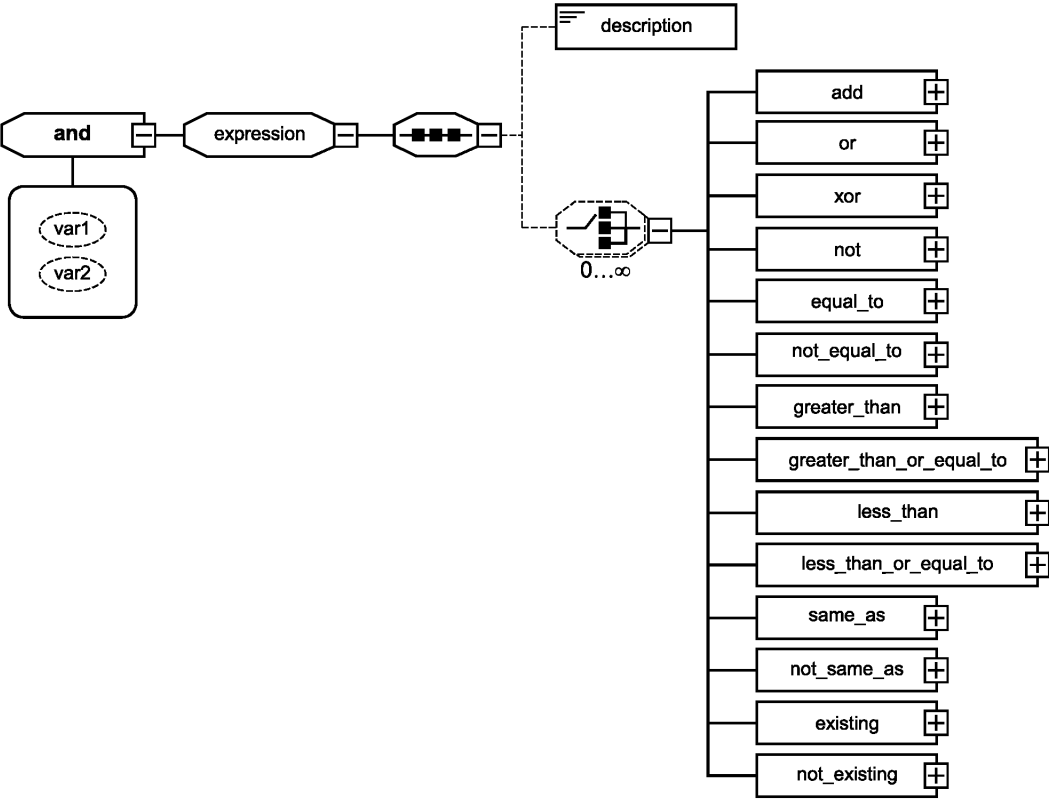 description
and
expression
var1
var2
0...∞
add
or
xor
not
equal_to
not_equal_to
greater_than
greater_than_or_equal_to
less_than
less_than_or_equal_to
same_as
not_same_as
existing
not_existing